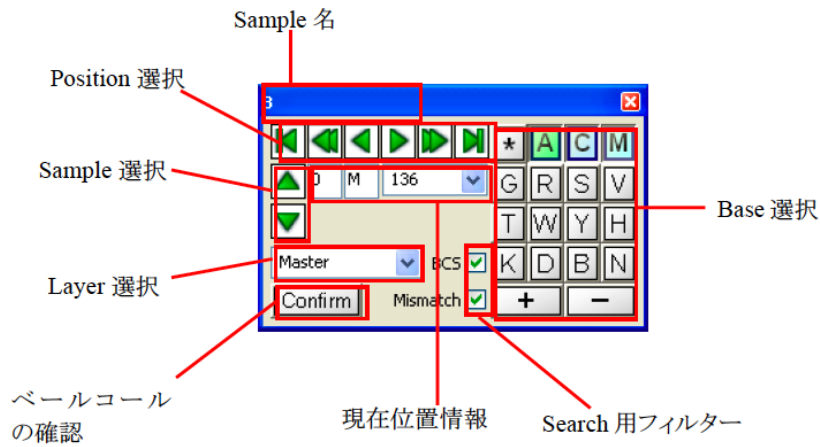 Sample 名
Position 選択
3
* A C M
Sample 選択
M 136
G R S V
Base 選択
T W Y H
Master
BCS
K D B N
Layer 選択
Confirm
Mismatch
+ −
ベールコール
の確認
現在位置情報
Search 用フィルター